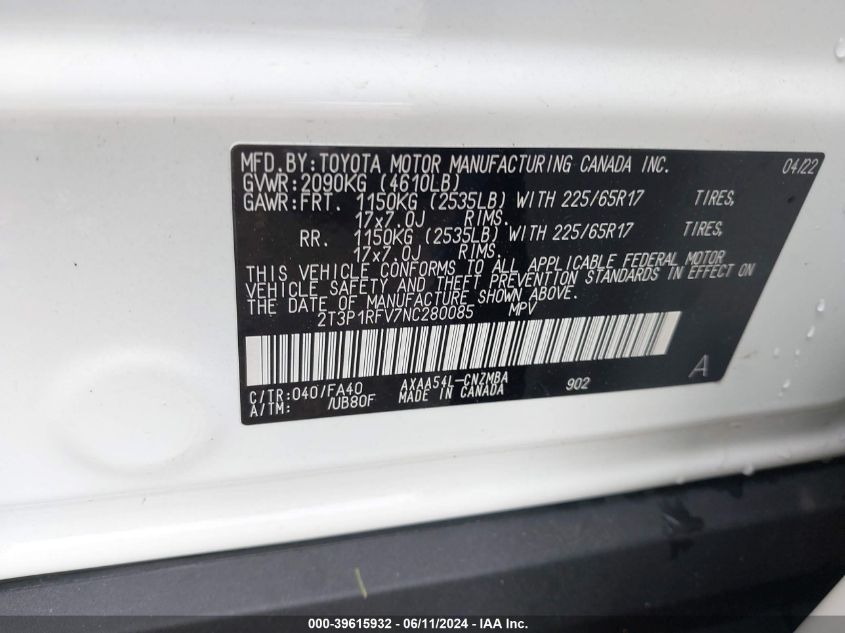 MFD. BY: TOYOTA MOTOR MANUFACTURING CANADA INC. 04/22
GVWR: 2090KG (4610LB)
GAWR: FRT. 1150KG (2535LB) WITH 225/65R17 TIRES,
17x7.0J RIMS.
RR. 1150KG (2535LB) WITH 225/65R17 TIRES,
17x7.0J RIMS.
THIS VEHICLE CONFORMS TO ALL APPLICABLE FEDERAL MOTOR
VEHICLE SAFETY AND THEFT PREVENTION STANDARDS IN EFFECT ON
THE DATE OF MANUFACTURE SHOWN ABOVE.
2T3P1RFV7NC280085 MPV
C/TR: 040/FA40 AXAA54L-CNZMBA 902 A
A/TM: /UB80F MADE IN CANADA
000-39615932 - 06/11/2024 - IAA Inc.